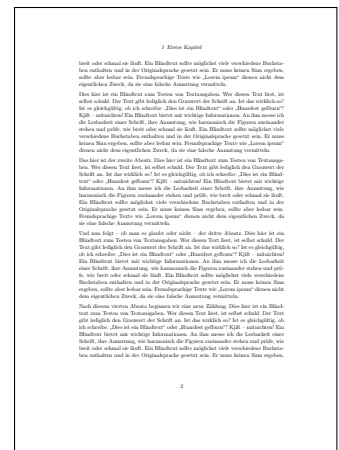 1 Erstes Kapitel
breit oder schmal sie läuft. Ein Blindtext sollte möglichst viele verschiedene Buchsta-
ben enthalten und in der Originalsprache gesetzt sein. Er muss keinen Sinn ergeben,
sollte aber lesbar sein. Fremdsprachige Texte wie „Lorem ipsum“ dienen nicht dem
eigentlichen Zweck, da sie eine falsche Anmutung vermitteln.
Dies hier ist ein Blindtext zum Testen von Textausgaben. Wer diesen Text liest, ist
selbst schuld. Der Text gibt lediglich den Grauwert der Schrift an. Ist das wirklich so?
Ist es gleichgültig, ob ich schreibe: „Dies ist ein Blindtext“ oder „Huardest gefburn“?
Kjift – mitnichten! Ein Blindtext bietet mir wichtige Informationen. An ihm messe ich
die Lesbarkeit einer Schrift, ihre Anmutung, wie harmonisch die Figuren zueinander
stehen und prüfe, wie breit oder schmal sie läuft. Ein Blindtext sollte möglichst viele
verschiedene Buchstaben enthalten und in der Originalsprache gesetzt sein. Er muss
keinen Sinn ergeben, sollte aber lesbar sein. Fremdsprachige Texte wie „Lorem ipsum“
dienen nicht dem eigentlichen Zweck, da sie eine falsche Anmutung vermitteln.
Das hier ist der zweite Absatz. Dies hier ist ein Blindtext zum Testen von Textausga-
ben. Wer diesen Text liest, ist selbst schuld. Der Text gibt lediglich den Grauwert der
Schrift an. Ist das wirklich so? Ist es gleichgültig, ob ich schreibe: „Dies ist ein Blind-
text“ oder „Huardest gefburn“? Kjift – mitnichten! Ein Blindtext bietet mir wichtige
Informationen. An ihm messe ich die Lesbarkeit einer Schrift, ihre Anmutung, wie
harmonisch die Figuren zueinander stehen und prüfe, wie breit oder schmal sie läuft.
Ein Blindtext sollte möglichst viele verschiedene Buchstaben enthalten und in der
Originalsprache gesetzt sein. Er muss keinen Sinn ergeben, sollte aber lesbar sein.
Fremdsprachige Texte wie „Lorem ipsum“ dienen nicht dem eigentlichen Zweck, da
sie eine falsche Anmutung vermitteln.
Und nun folgt – ob man es glaubt oder nicht – der dritte Absatz. Dies hier ist ein
Blindtext zum Testen von Textausgaben. Wer diesen Text liest, ist selbst schuld. Der
Text gibt lediglich den Grauwert der Schrift an. Ist das wirklich so? Ist es gleichgültig,
ob ich schreibe: „Dies ist ein Blindtext“ oder „Huardest gefburn“? Kjift – mitnichten!
Ein Blindtext bietet mir wichtige Informationen. An ihm messe ich die Lesbarkeit
einer Schrift, ihre Anmutung, wie harmonisch die Figuren zueinander stehen und prü-
fe, wie breit oder schmal sie läuft. Ein Blindtext sollte möglichst viele verschiedene
Buchstaben enthalten und in der Originalsprache gesetzt sein. Er muss keinen Sinn
ergeben, sollte aber lesbar sein. Fremdsprachige Texte wie „Lorem ipsum“ dienen nicht
dem eigentlichen Zweck, da sie eine falsche Anmutung vermitteln.
Nach diesem vierten Absatz beginnen wir eine neue Zählung. Dies hier ist ein Blind-
text zum Testen von Textausgaben. Wer diesen Text liest, ist selbst schuld. Der Text
gibt lediglich den Grauwert der Schrift an. Ist das wirklich so? Ist es gleichgültig, ob
ich schreibe: „Dies ist ein Blindtext“ oder „Huardest gefburn“? Kjift – mitnichten! Ein
Blindtext bietet mir wichtige Informationen. An ihm messe ich die Lesbarkeit einer
Schrift, ihre Anmutung, wie harmonisch die Figuren zueinander stehen und prüfe, wie
breit oder schmal sie läuft. Ein Blindtext sollte möglichst viele verschiedene Buchsta-
ben enthalten und in der Originalsprache gesetzt sein. Er muss keinen Sinn ergeben,
2